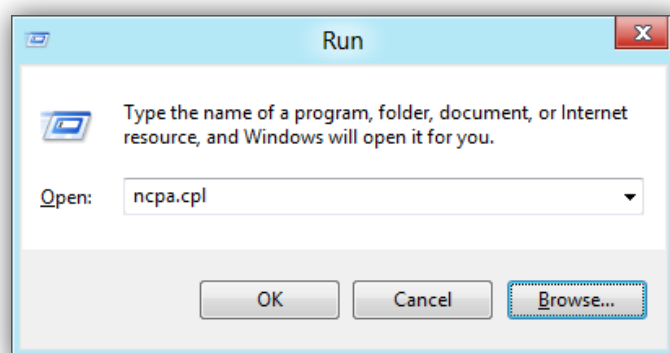 Run
Type the name of a program, folder, document, or Internet
resource, and Windows will open it for you.
Open: ncpa.cpl
OK Cancel Browse...